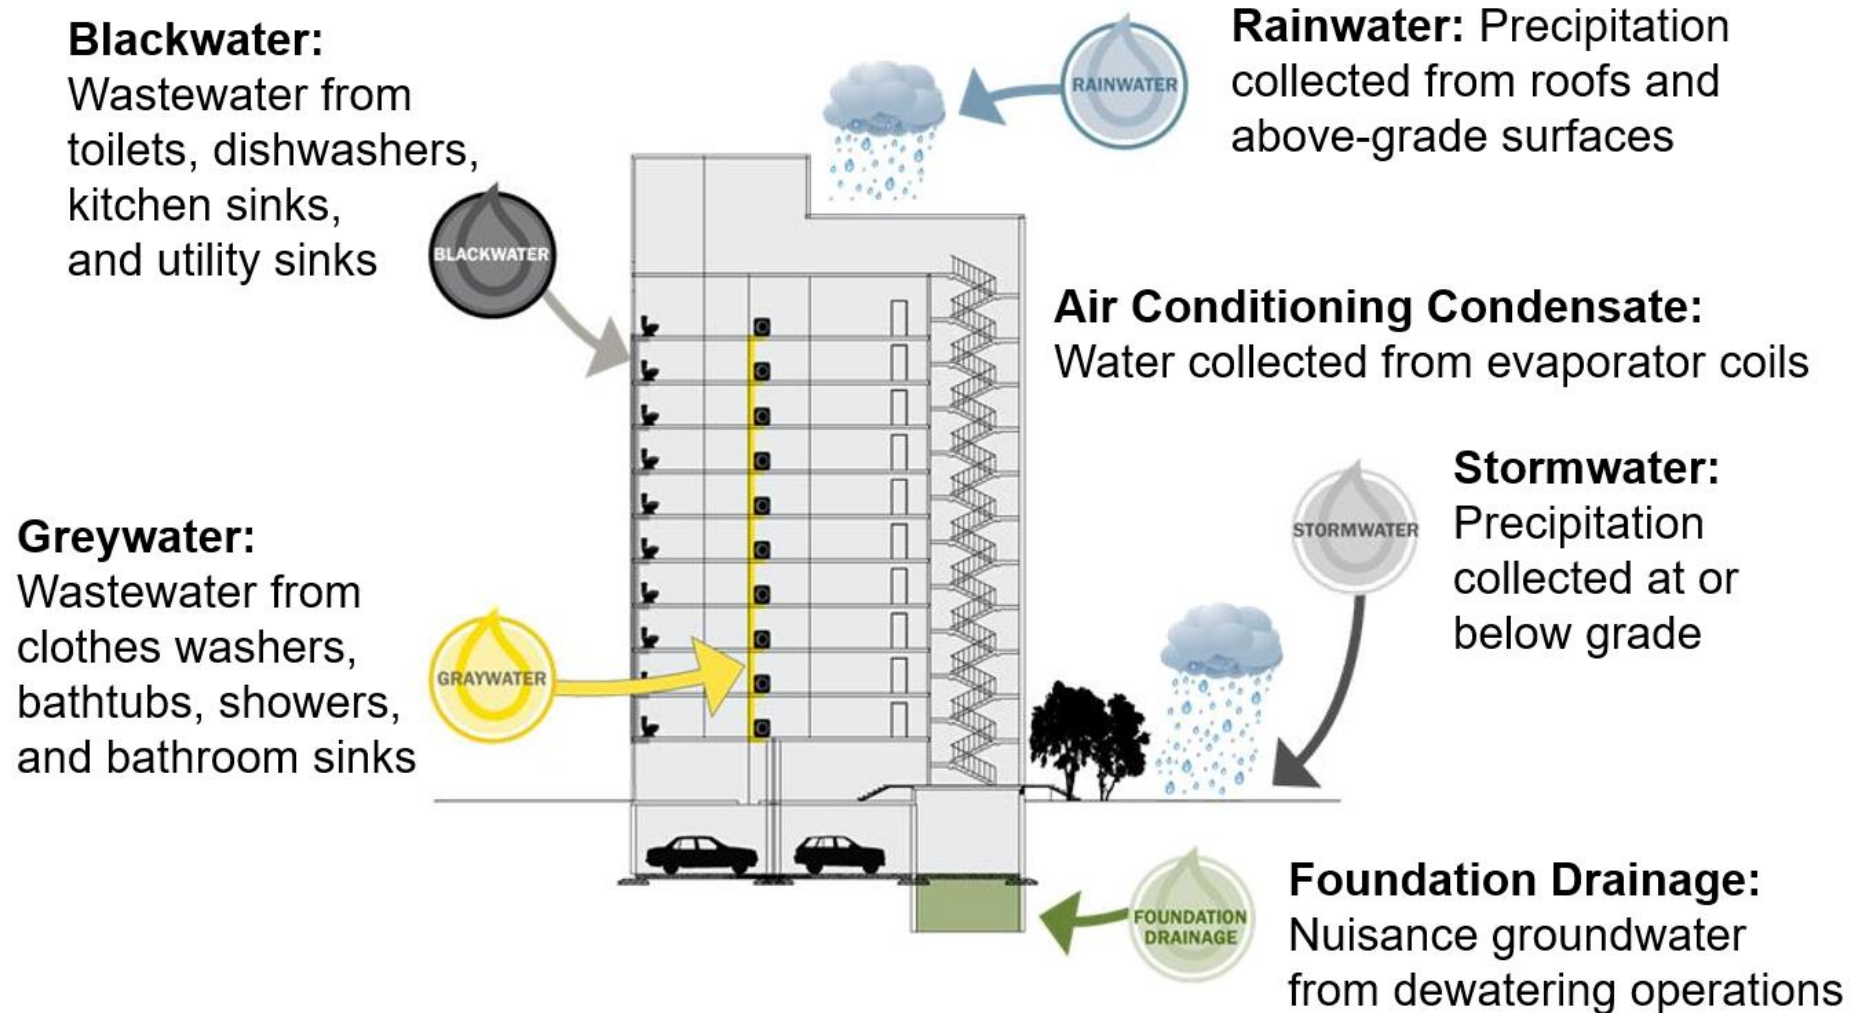 Blackwater:
Wastewater from
toilets, dishwashers,
kitchen sinks,
and utility sinks
BLACKWATER
RAINWATER
Rainwater: Precipitation
collected from roofs and
above-grade surfaces
Air Conditioning Condensate:
Water collected from evaporator coils
Greywater:
Wastewater from
clothes washers,
bathtubs, showers,
and bathroom sinks
GRAYWATER
STORMWATER
Stormwater:
Precipitation
collected at or
below grade
FOUNDATION
DRAINAGE
Foundation Drainage:
Nuisance groundwater
from dewatering operations